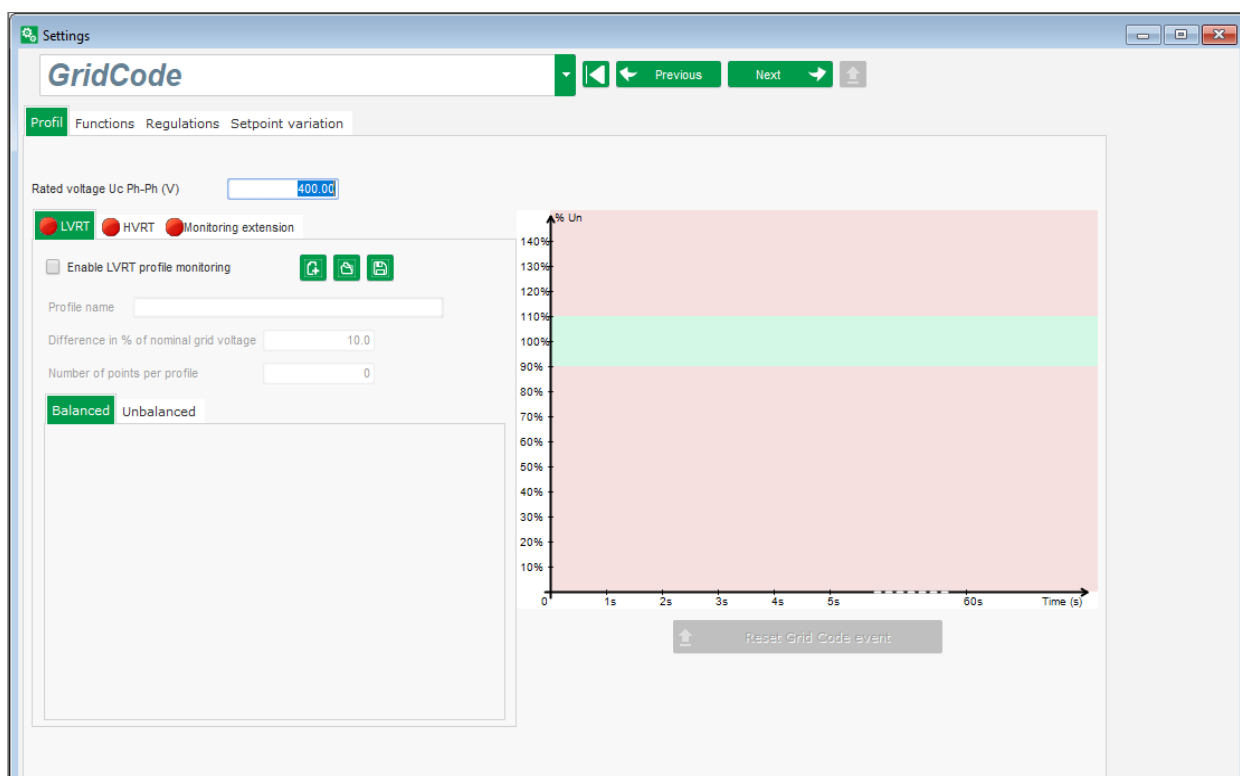 Settings
GridCode
Previous
Next
Profil Functions Regulations Setpoint variation
Rated voltage Uc Ph-Ph (V) 400.00
LVRT HVRT Monitoring extension
Enable LVRT profile monitoring
Profile name
Difference in % of nominal grid voltage 10.0
Number of points per profile 0
Balanced Unbalanced
% Un
140%
130%
120%
110%
100%
90%
80%
70%
60%
50%
40%
30%
20%
10%
0 1s 2s 3s 4s 5s 60s Time (s)
Reset Grid Code event